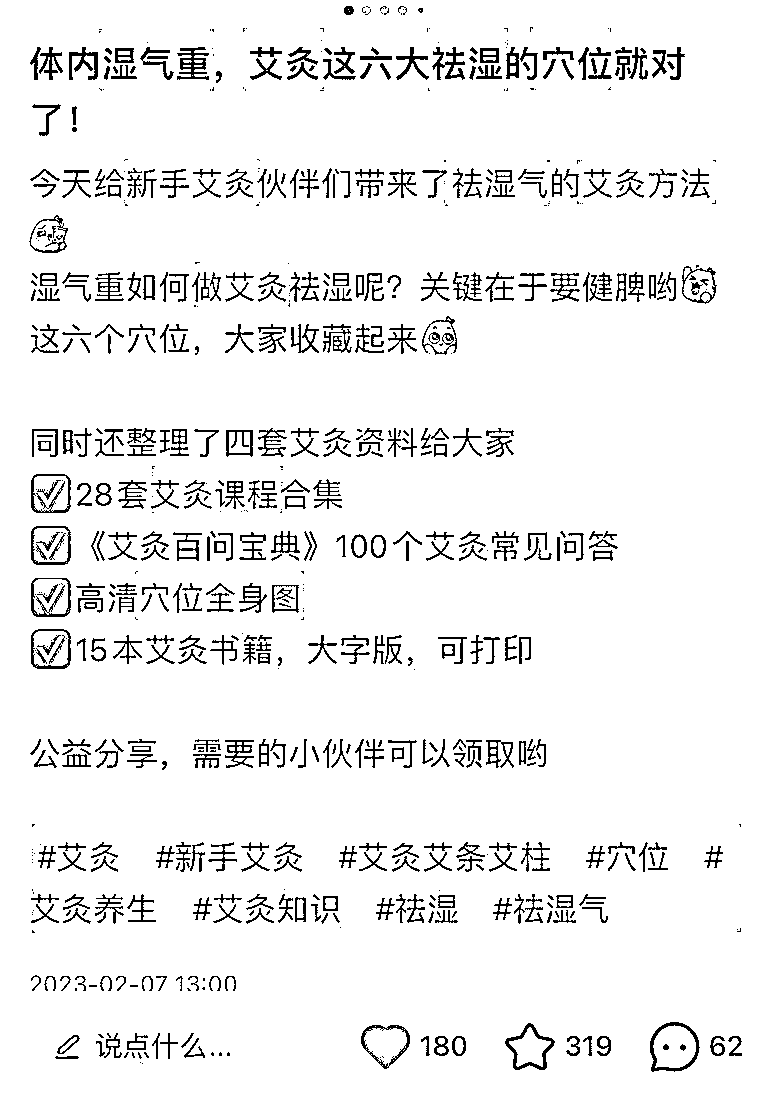 体内湿气重，艾灸这六大祛湿的穴位就对
了！
今天给新手艾灸伙伴们带来了祛湿气的艾灸方法
湿气重如何做艾灸祛湿呢？关键在于要健脾哟
这六个穴位，大家收藏起来
同时还整理了四套艾灸资料给大家
28套艾灸课程合集
《艾灸百问宝典》100个艾灸常见问答
高清穴位全身图
15本艾灸书籍，大字版，可打印
公益分享，需要的小伙伴可以领取哟
#艾灸 #新手艾灸 #艾灸艾条艾柱 #穴位 #
艾灸养生 #艾灸知识 #祛湿 #祛湿气
2023-02-07 13:00
说点什么... 180 319 62